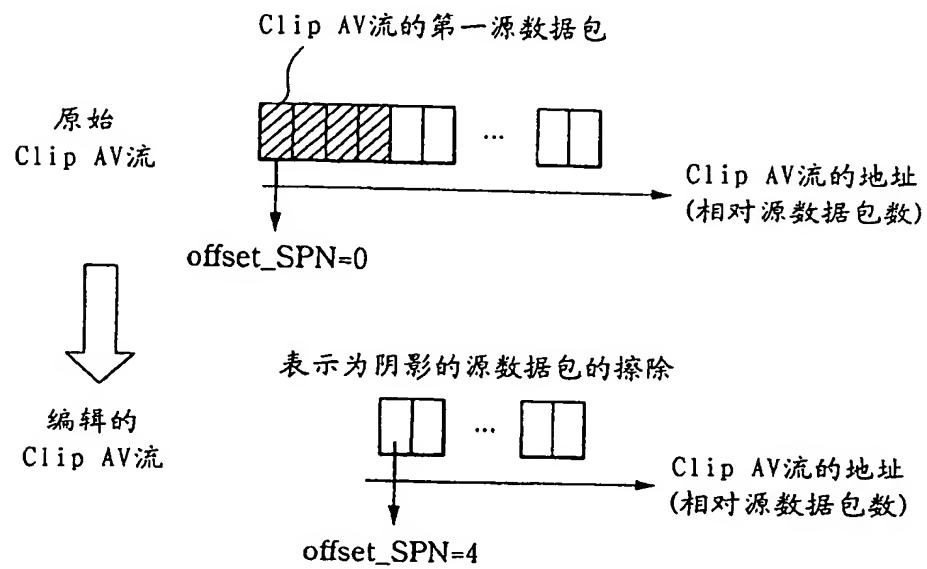 Clip AV流的第一源数据包
原始
Clip AV流
...
Clip AV流的地址
(相对源数据包数)
offset_SPN=0
表示为阴影的源数据包的擦除
编辑的
Clip AV流
...
Clip AV流的地址
(相对源数据包数)
offset_SPN=4